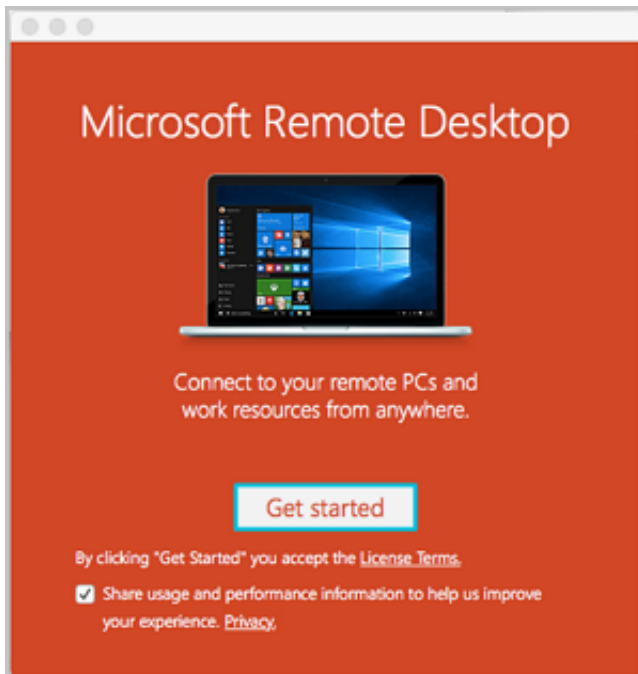 Microsoft Remote Desktop
Connect to your remote PCs and
work resources from anywhere.
Get started
By clicking "Get Started" you accept the License Terms.
Share usage and performance information to help us improve
your experience. Privacy.